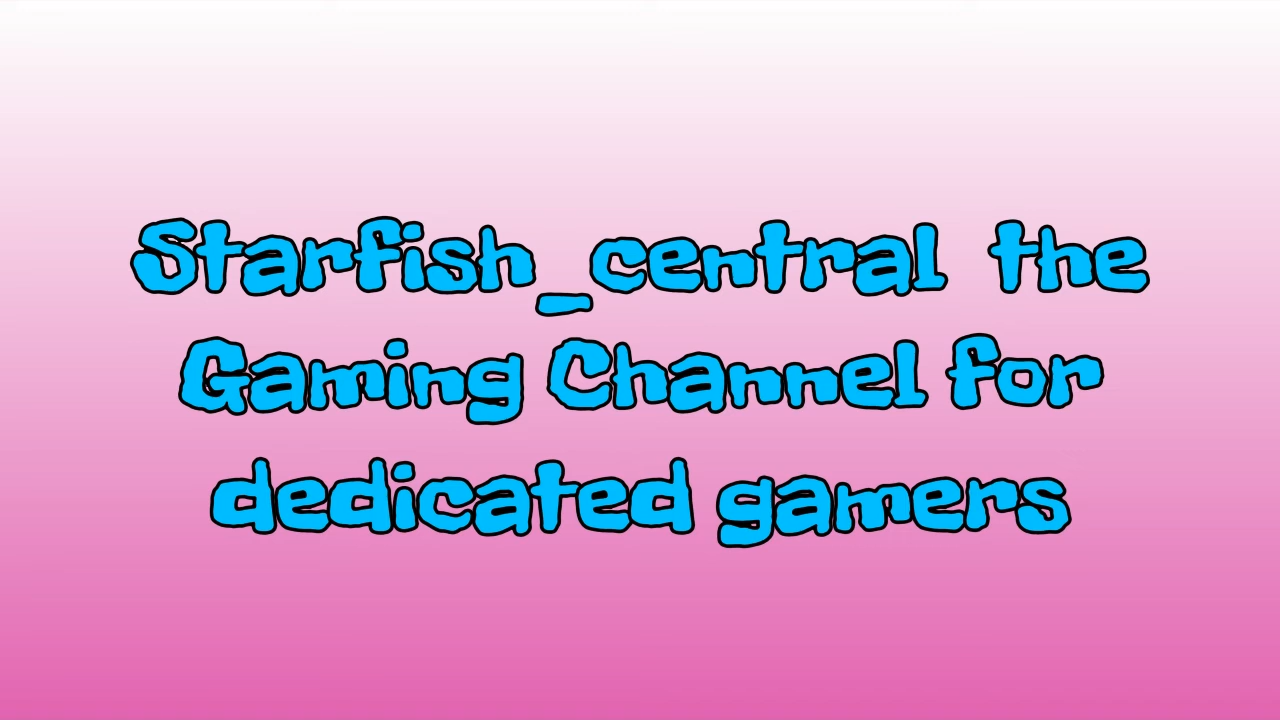 Starfish_central  the
Gaming Channel for
dedicated gamers